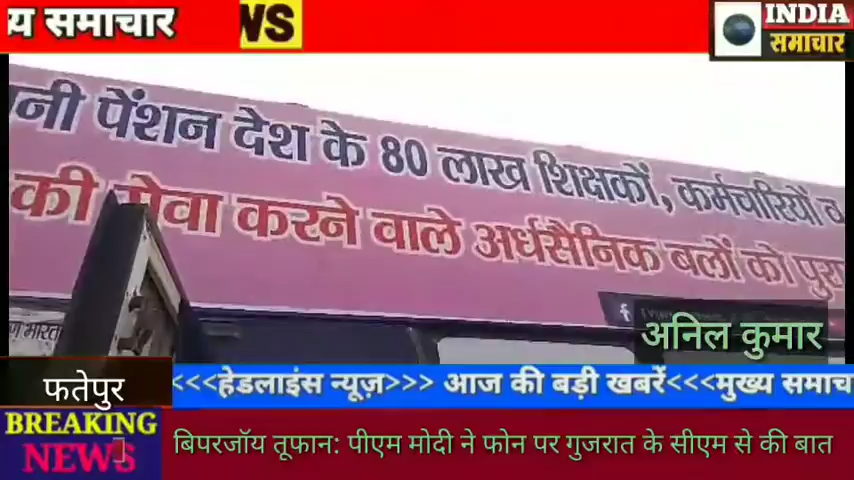 य समाचार
WS
INDIA
समाचार
नी पेंशन देश के 80 लाख शिक्षकों, कर्मचारियों व
की सेवा करने वाले अर्धसैनिक बलों को पुरा
अनिल कुमार
फतेपुर
<<<हेडलाइंस न्यूज़>>> आज की बड़ी खबरें<<<मुख्य समाच
BREAKING
NEWS
बिपरजॉय तूफान: पीएम मोदी ने फोन पर गुजरात के सीएम से की बात